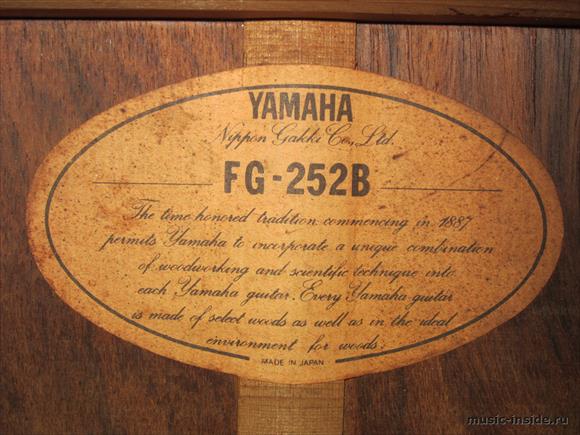 YAMAHA
Nippon Gakki Co., Ltd.
FG-252B
The time honored tradition commencing in 1887
permits Yamaha to incorporate a unique combination
of woodworking and scientific technique into
each Yamaha guitar. Every Yamaha guitar
is made of select woods as well as in the ideal
environment for woods.
MADE IN JAPAN
music-inside.ru